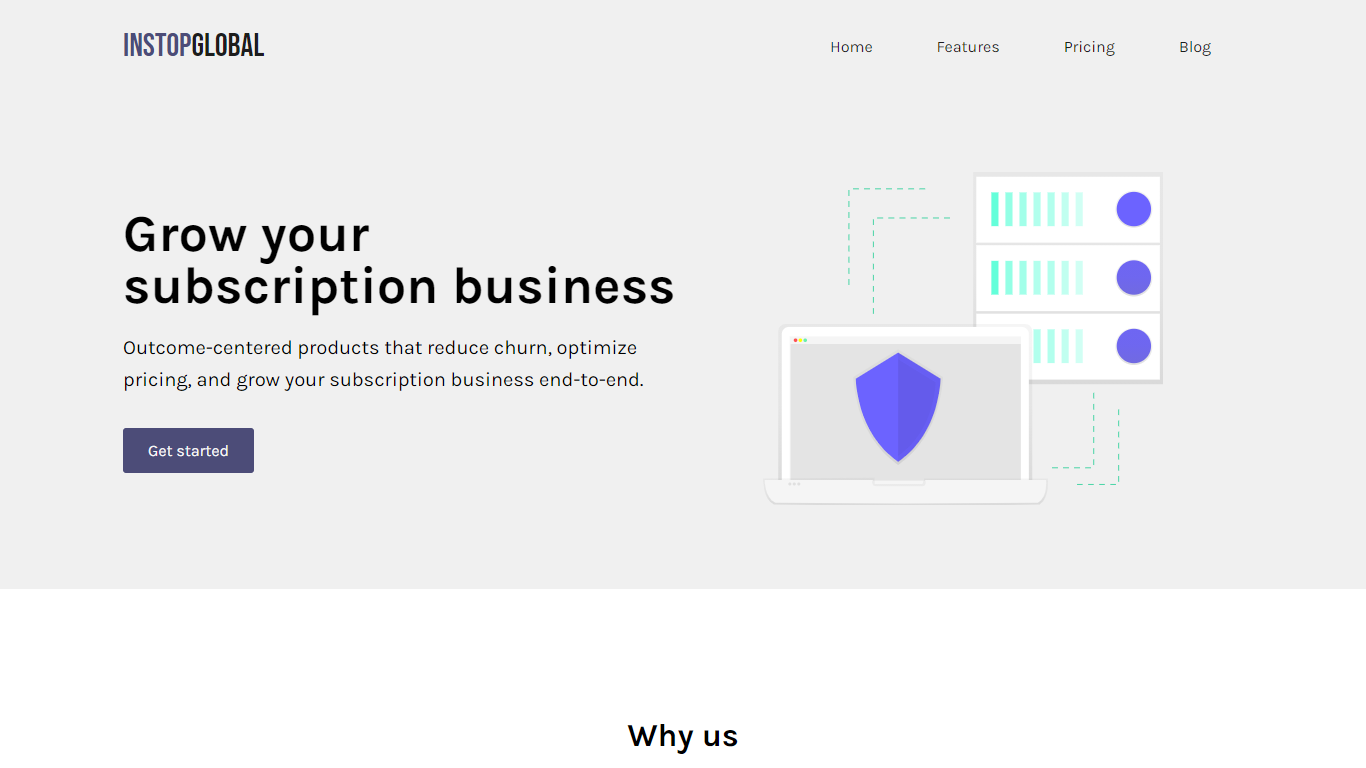 INSTOPGLOBAL
Home
Features
Pricing
Blog
Grow your
subscription business
Outcome-centered products that reduce churn, optimize
pricing, and grow your subscription business end-to-end.
Get started
Why us